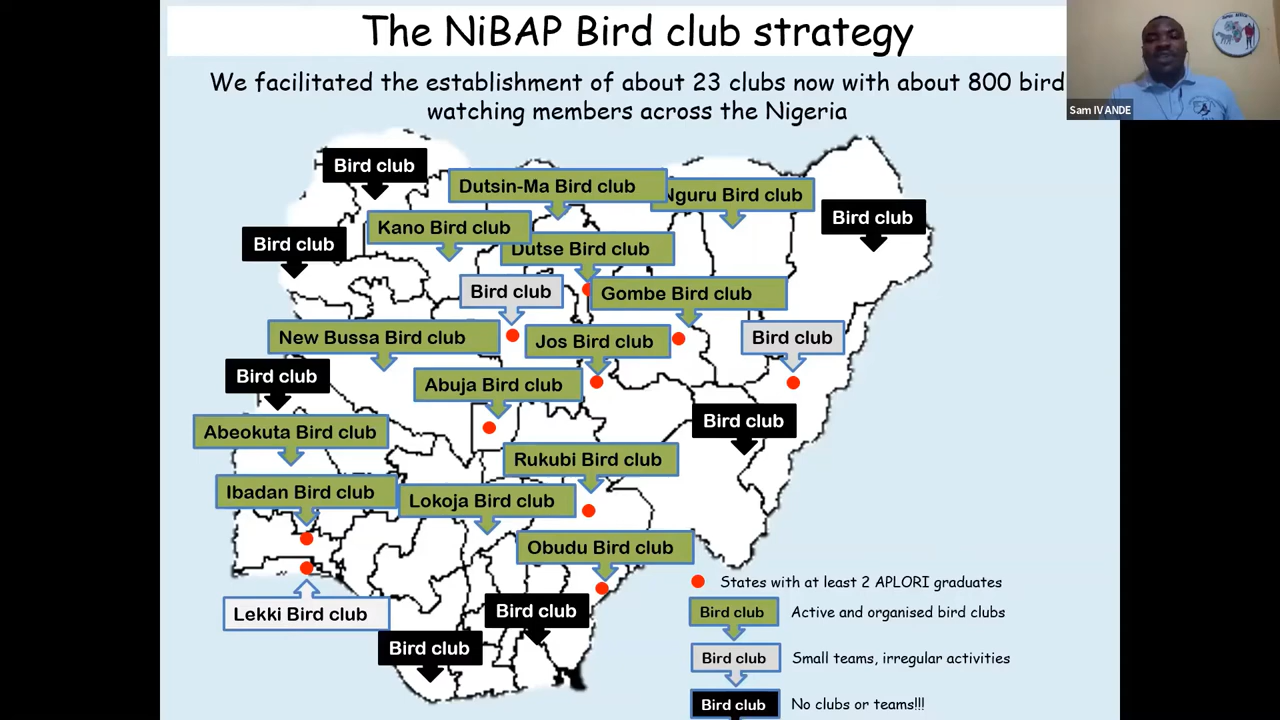 The NiBAP Bird club strategy
We facilitated the establishment of about 23 clubs now with about 800 bird
watching members across the Nigeria
Sam IVANDE
Bird club
Dutsin-Ma Bird club
Nguru Bird club
Bird club
Kano Bird club
Bird club
Dutse Bird club
Bird club
Gombe Bird club
New Bussa Bird club
Jos Bird club
Bird club
Bird club
Abuja Bird club
Bird club
Abeokuta Bird club
Rukubi Bird club
Ibadan Bird club
Lokoja Bird club
Obudu Bird club
Lekki Bird club
Bird club
Bird club
States with at least 2 APLORI graduates
Bird club Active and organised bird clubs
Bird club Small teams, irregular activities
Bird club No clubs or teams!!!